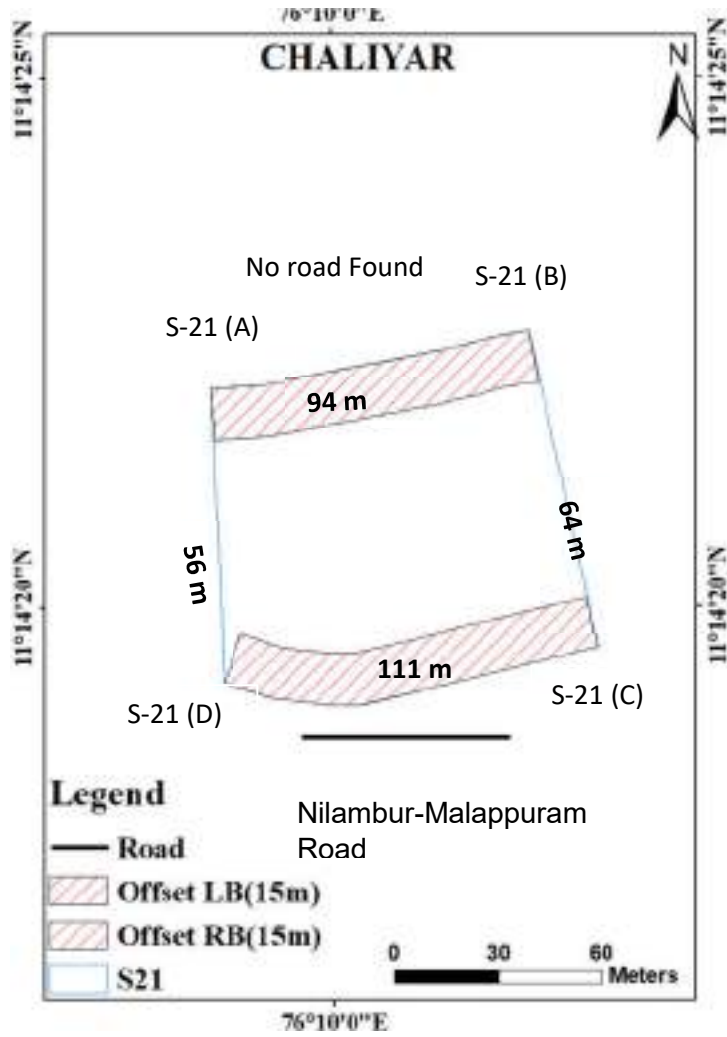 76°10'0"E
CHALIYAR
N
11°14'25"N
11°14'25"N
No road Found
S-21 (B)
S-21 (A)
94 m
64 m
56 m
11°14'20"N
11°14'20"N
111 m
S-21 (C)
S-21 (D)
Legend
Nilambur-Malappuram
Road
Road
Offset LB(15m)
Offset RB(15m)
S21
0 30 60
Meters
76°10'0"E